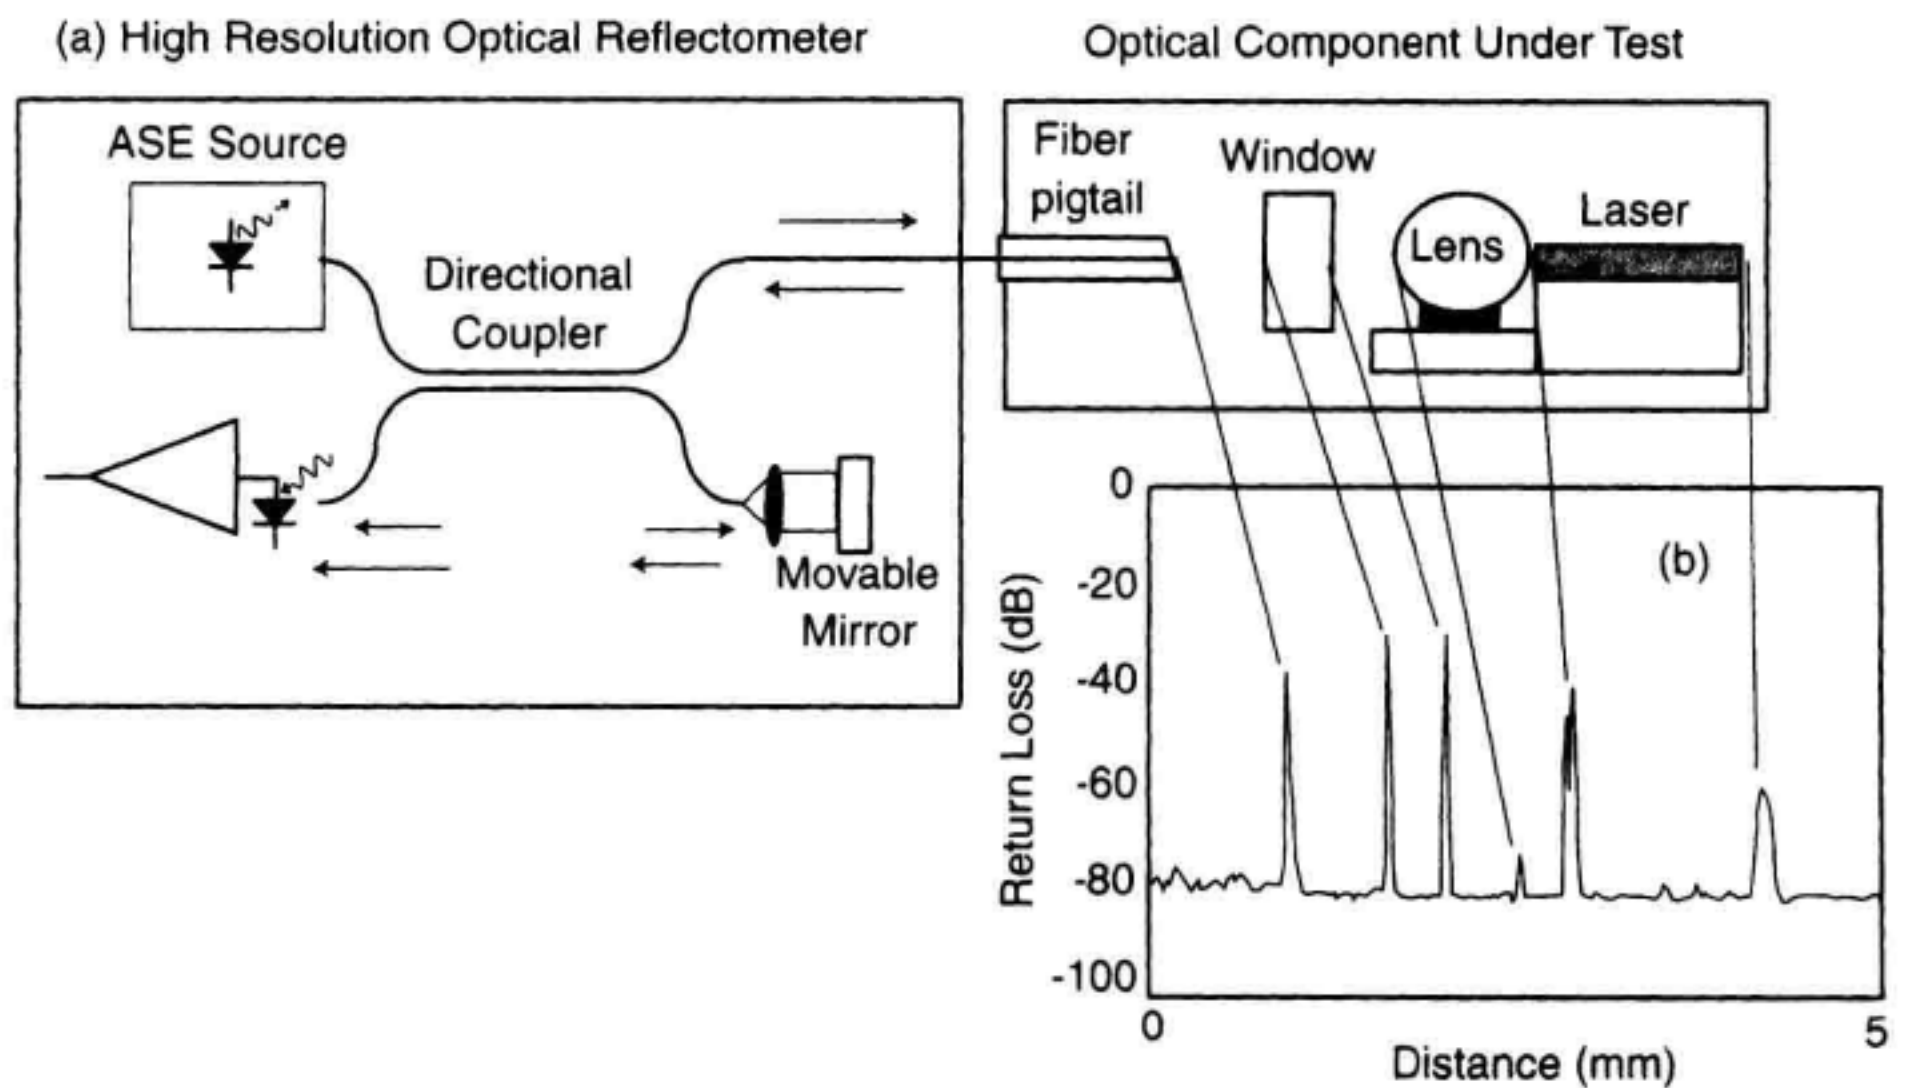 (a) High Resolution Optical Reflectometer
Optical Component Under Test
ASE Source
Directional
Coupler
Movable
Mirror
Fiber
pigtail
Window
Lens
Laser
(b)
Return Loss (dB)
0
-20
-40
-60
-80
-100
0
5
Distance (mm)